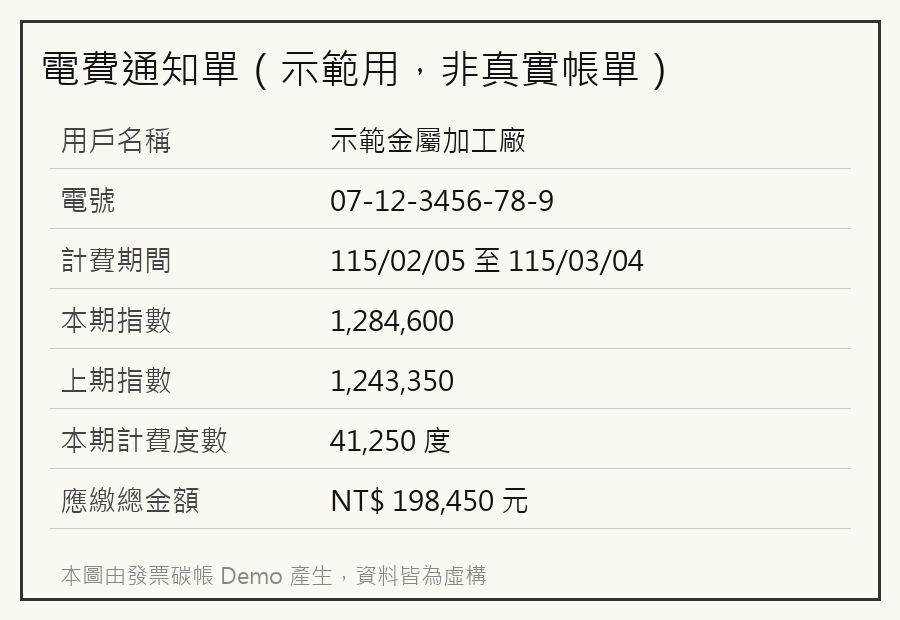 電費通知單（示範用，非真實帳單）
用戶名稱 示範金屬加工廠
電號 07-12-3456-78-9
計費期間 115/02/05 至 115/03/04
本期指數 1,284,600
上期指數 1,243,350
本期計費度數 41,250 度
應繳總金額 NT$ 198,450 元
本圖由發票碳帳 Demo 產生，資料皆為虛構